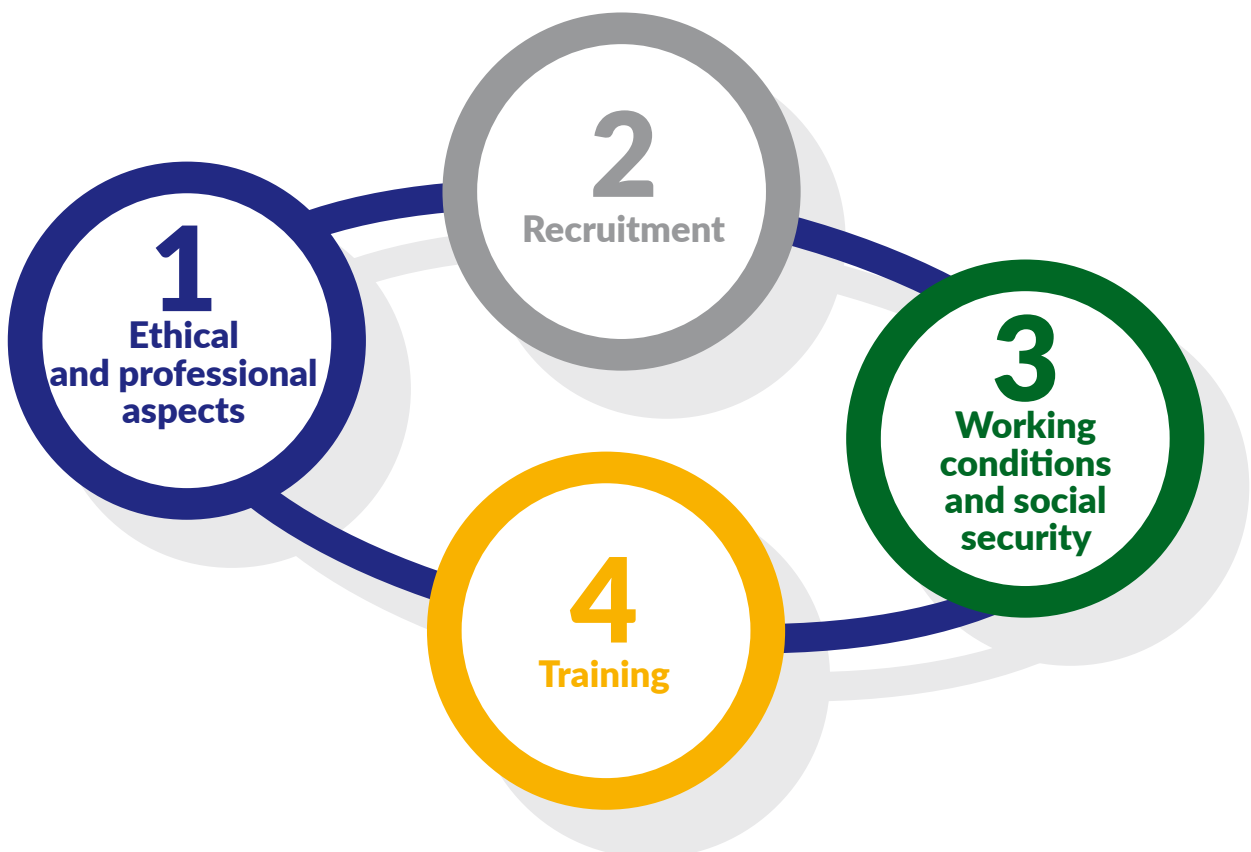 1
Ethical
and professional
aspects
2
Recruitment
3
Working
conditions
and social
security
4
Training